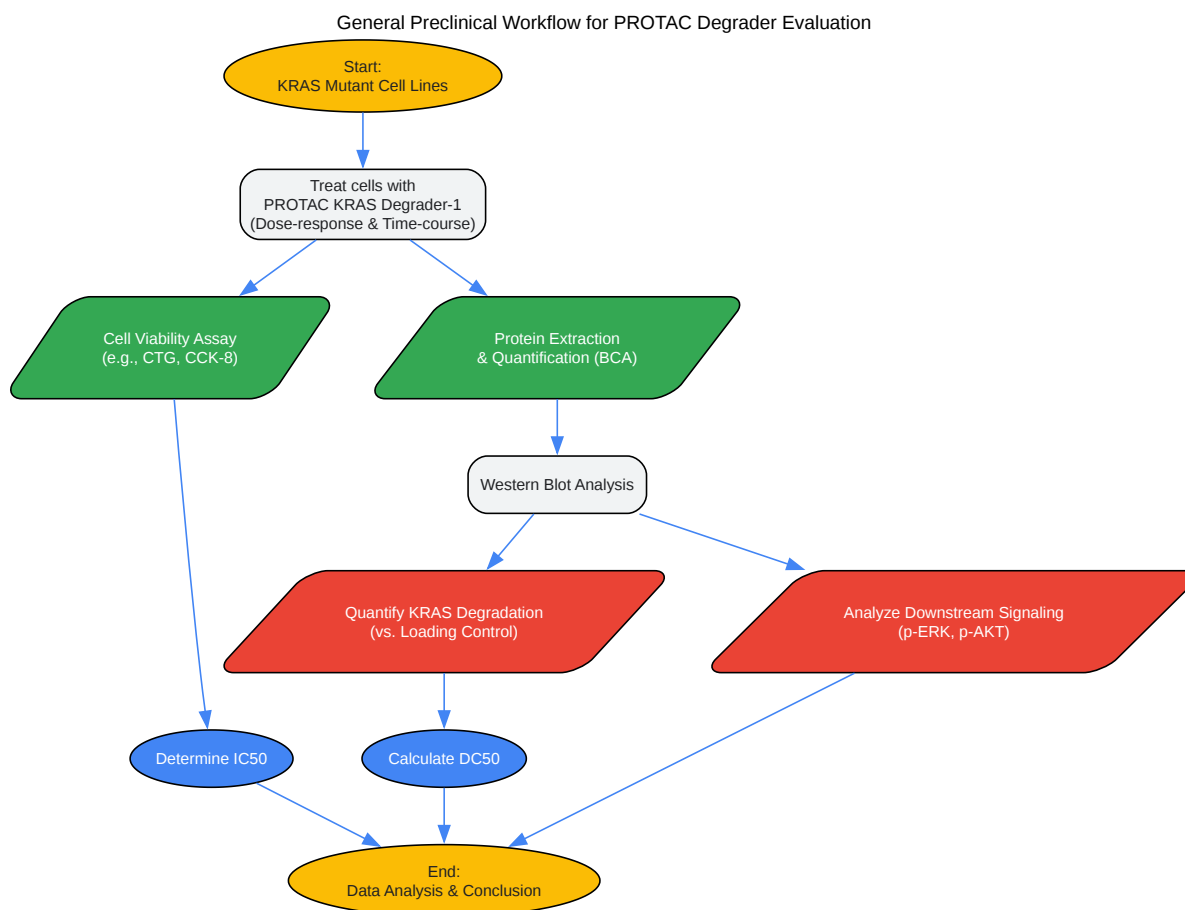 General Preclinical Workflow for PROTAC Degrader Evaluation
Start:
KRAS Mutant Cell Lines
Treat cells with
PROTAC KRAS Degrader-1
(Dose-response & Time-course)
Cell Viability Assay
(e.g., CTG, CCK-8)
Protein Extraction
& Quantification (BCA)
Western Blot Analysis
Quantify KRAS Degradation
(vs. Loading Control)
Analyze Downstream Signaling
(p-ERK, p-AKT)
Determine IC50
Calculate DC50
End:
Data Analysis & Conclusion